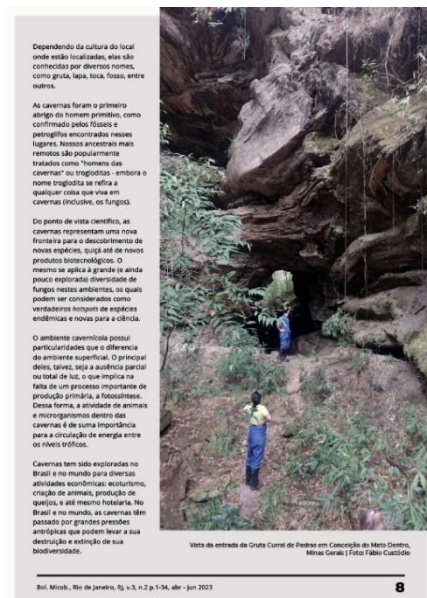 Dependendo da cultura do local
onde estão localizadas, elas são
conhecidas por diversos nomes,
como gruta, lapa, toca, fosso, entre
outros.
As cavernas foram o primeiro
abrigo do homem primitivo, como
confirmado pelos fósseis e
petroglifos encontrados nesses
lugares. Nossos ancestrais mais
remotos são popularmente
tratados como "homens das
cavernas" ou trogloditas - embora o
nome troglodita se refira a
qualquer coisa que viva em
cavernas (inclusive, os fungos).
Do ponto de vista científico, as
cavernas representam uma nova
fronteira para o descobrimento de
novas espécies, quiçá até de novos
produtos biotecnológicos. O
mesmo se aplica à grande (e ainda
pouco explorada) diversidade de
fungos nestes ambientes, os quais
podem ser considerados como
verdadeiros hotspots de espécies
endêmicas e novas para a ciência.
O ambiente cavernícola possui
particularidades que o diferencia
do ambiente superficial. O principal
deles, talvez, seja a ausência parcial
ou total de luz, o que implica na
falta de um processo importante de
produção primária, a fotossíntese.
Dessa forma, a atividade de animais
e microrganismos dentro das
cavernas é de suma importância
para a circulação de energia entre
os níveis tróficos.
Cavernas tem sido exploradas no
Brasil e no mundo para diversas
atividades econômicas: ecoturismo,
criação de animais, produção de
queijos, e até mesmo hotelaria. No
Brasil e no mundo, as cavernas têm
passado por grandes pressões
antrópicas que podem levar a sua
destruição e extinção de sua
biodiversidade.
Vista da entrada da Gruta Curral de Pedras em Conceição do Mato Dentro,
Minas Gerais | Foto: Fábio Custódio
Bol. Micob., Rio de Janeiro, RJ, v.3, n.2 p.1-34, abr - jun 2023
8